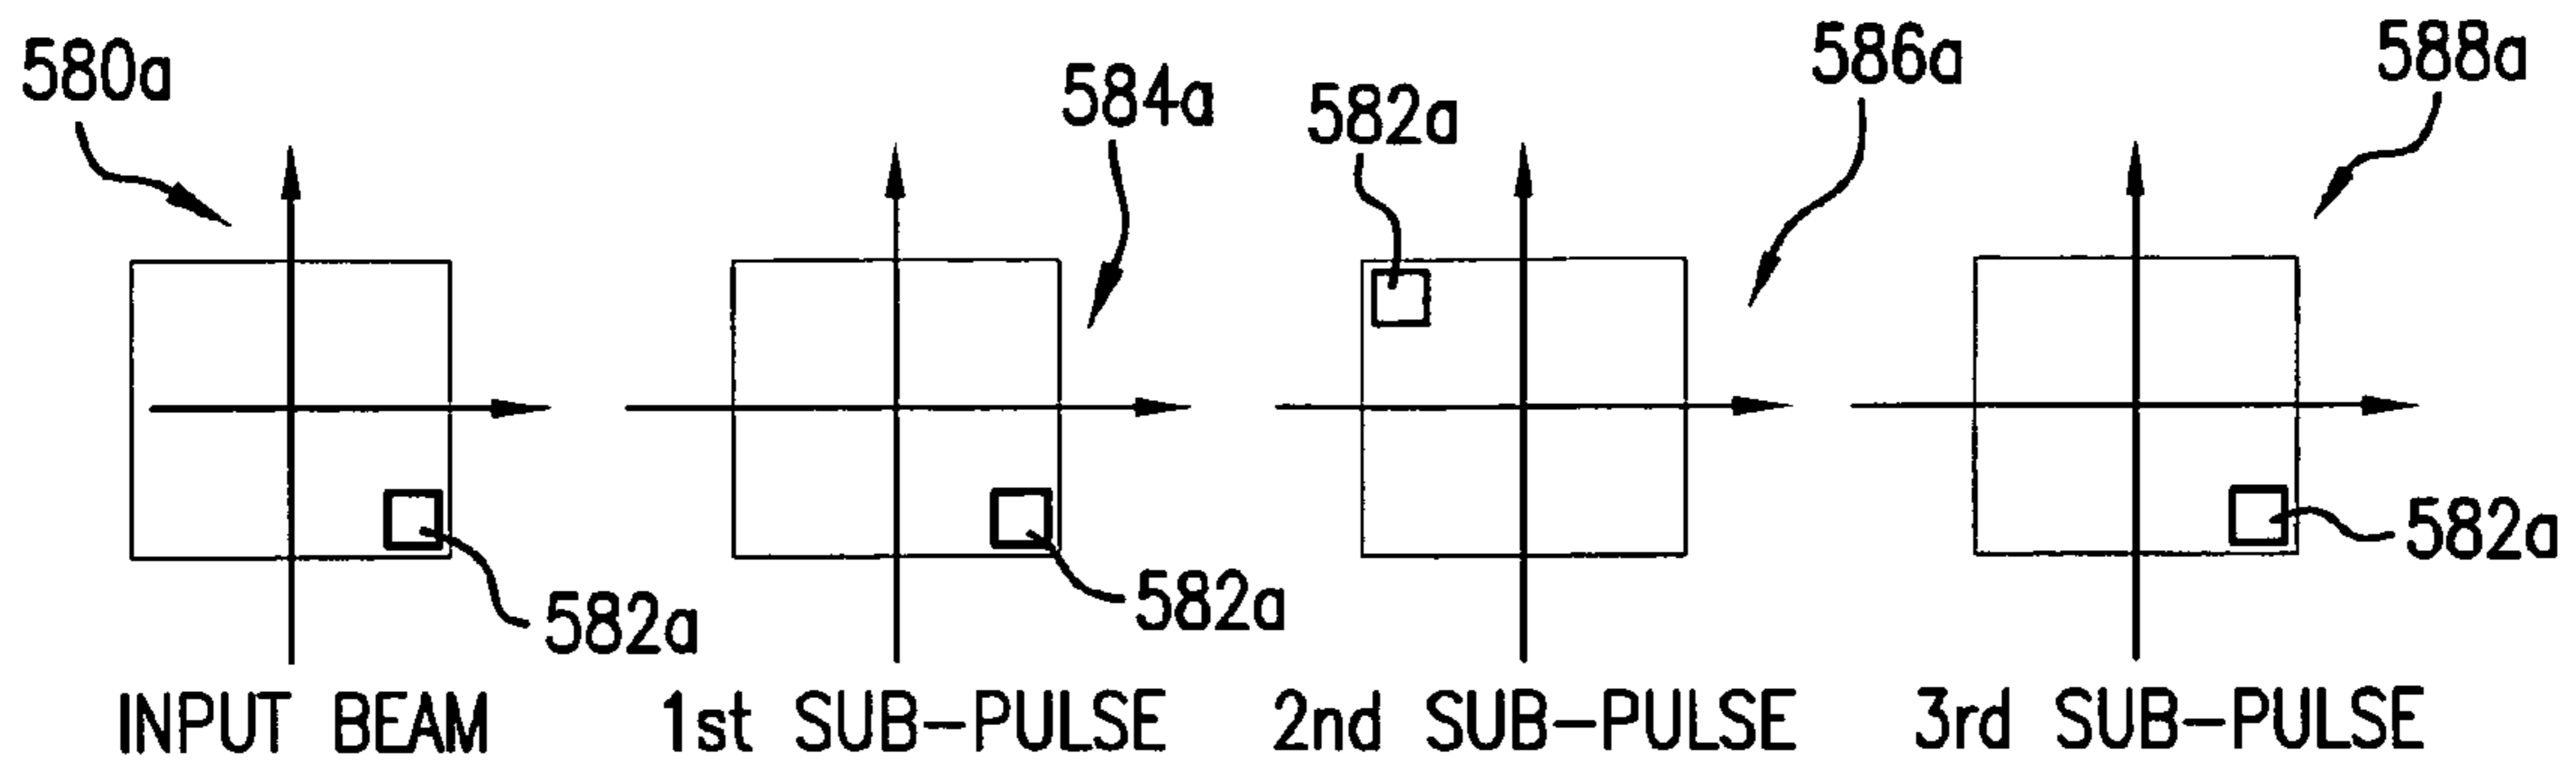 580a
584a
582a
586a
588a
582a
582a
582a
INPUT BEAM
1st SUB-PULSE
2nd SUB-PULSE
3rd SUB-PULSE